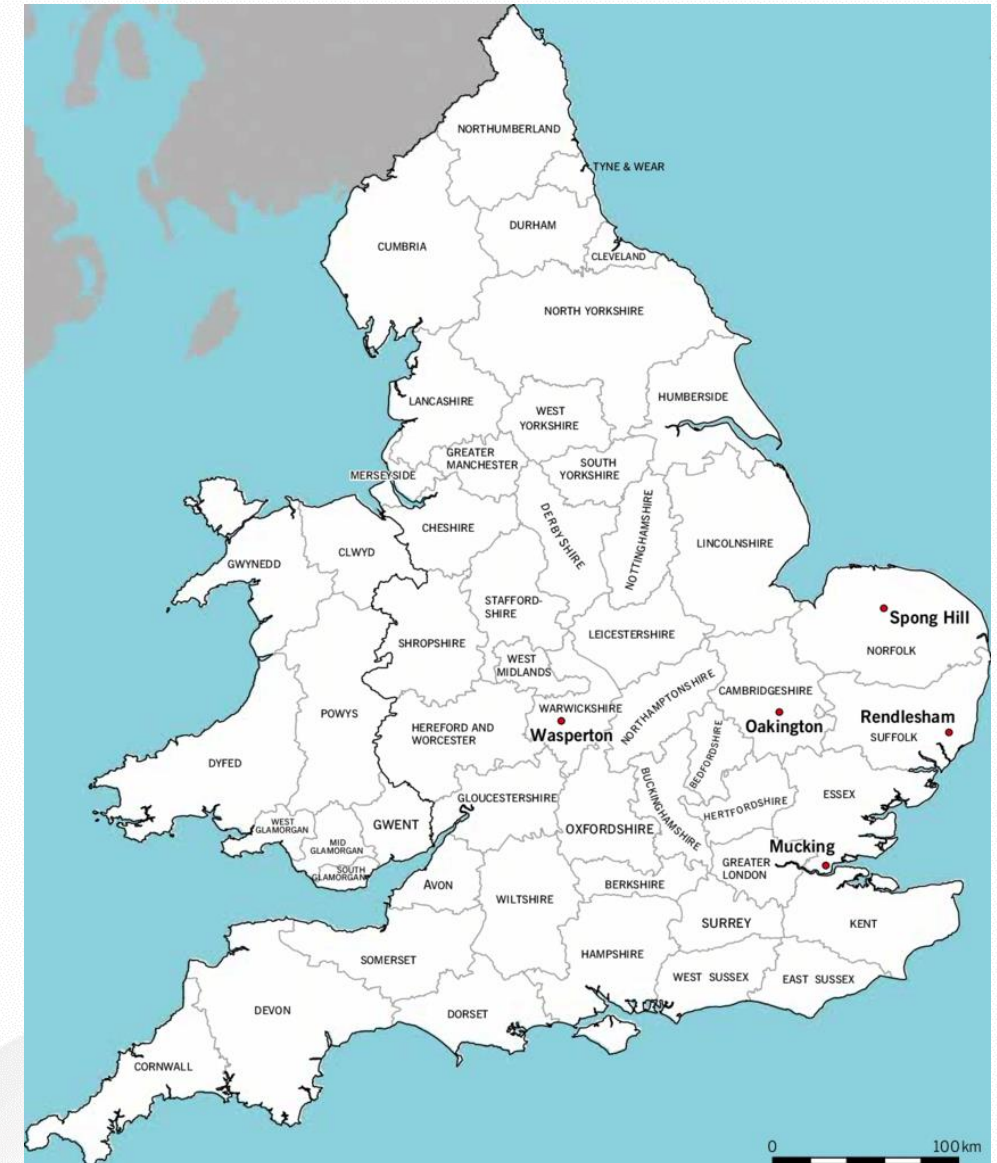 NORTHUMBERLAND
TYNE & WEAR
DURHAM
CUMBRIA
CLEVELAND
NORTH YORKSHIRE
LANCASHIRE
HUMBERSIDE
WEST
YORKSHIRE
GREATER
MANCHESTER
SOUTH
YORKSHIRE
MERSEYSIDE
CHESHIRE
DERBYSHIRE
NOTTINGHAMSHIRE
LINCOLNSHIRE
CLWYD
GWYNEDD
STAFFORD-
SHIRE
Spong Hill
SHROPSHIRE
LEICESTERSHIRE
NORFOLK
WEST
MIDLANDS
CAMBRIDGESHIRE
NORTHAMPTONSHIRE
POWYS
WARWICKSHIRE
HEREFORD AND
WORCESTER
Wasperton
Oakington
Rendlesham
SUFFOLK
BEDFORDSHIRE
DYFED
GLOUCESTERSHIRE
BUCKINGHAMSHIRE
ESSEX
HERTFORDSHIRE
WEST
GLAMORGAN
GWENT
OXFORDSHIRE
MID
GLAMORGAN
Mucking
SOUTH
GLAMORGAN
GREATER
LONDON
AVON
BERKSHIRE
WILTSHIRE
SURREY
KENT
HAMPSHIRE
SOMERSET
WEST SUSSEX
EAST SUSSEX
DEVON
DORSET
CORNWALL
0 100 km